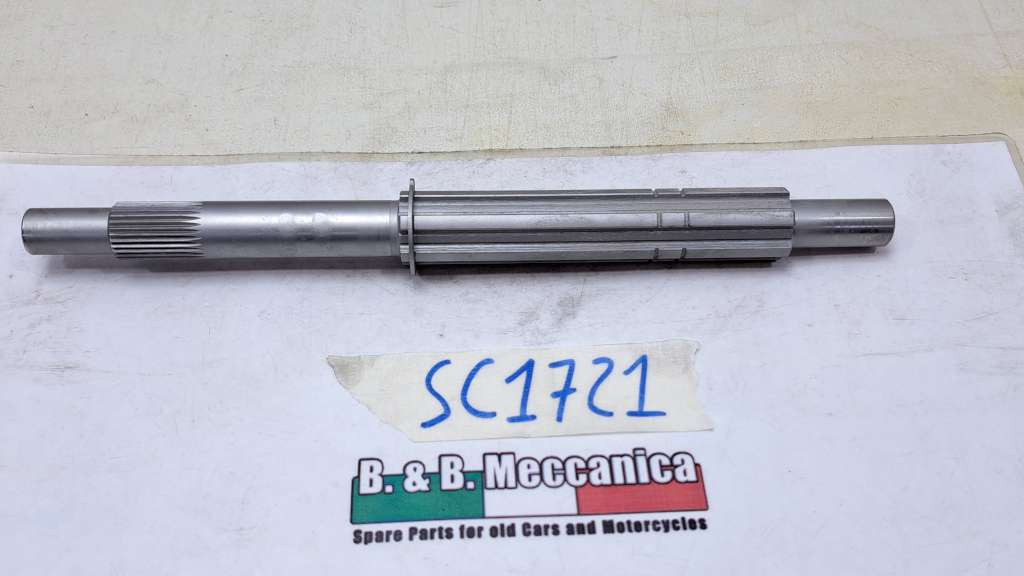 SC1721
B. & B. Meccanica
Spare Parts for old Cars and Motorcycles